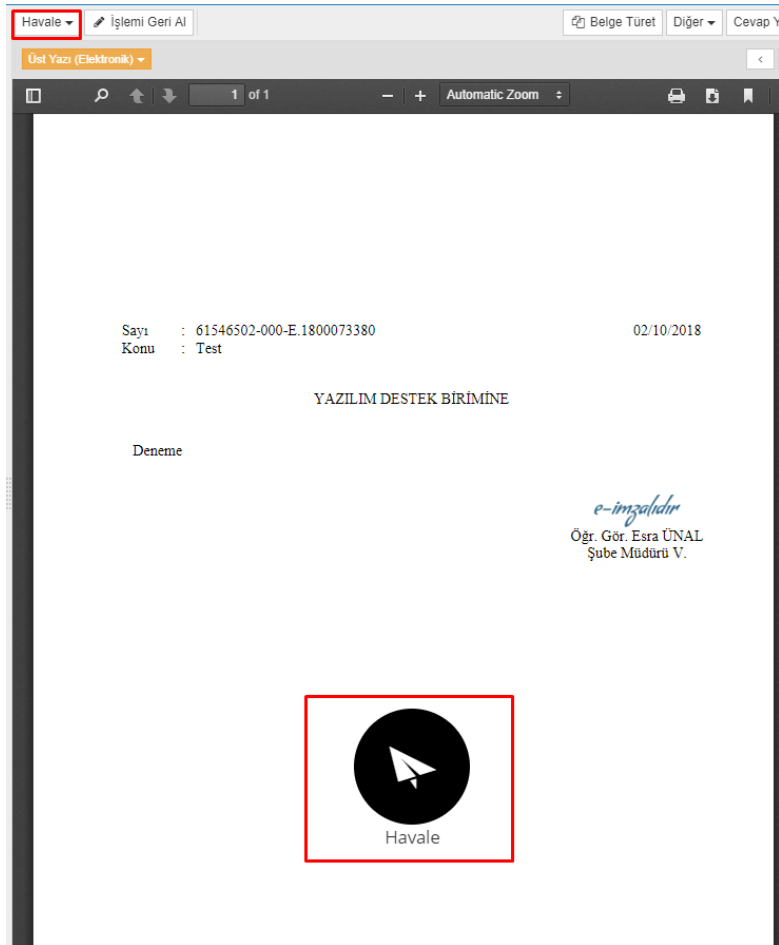 Havale
İşlemi Geri Al
Belge Türet
Diğer
Cevap Y
Üst Yazı (Elektronik)
1 of 1
Automatic Zoom
Sayı : 61546502-000-E.1800073380 02/10/2018
Konu : Test
YAZILIM DESTEK BİRİMİNE
Deneme
e-imzalıdır
Öğr. Gör. Esra ÜNAL
Şube Müdürü V.
Havale